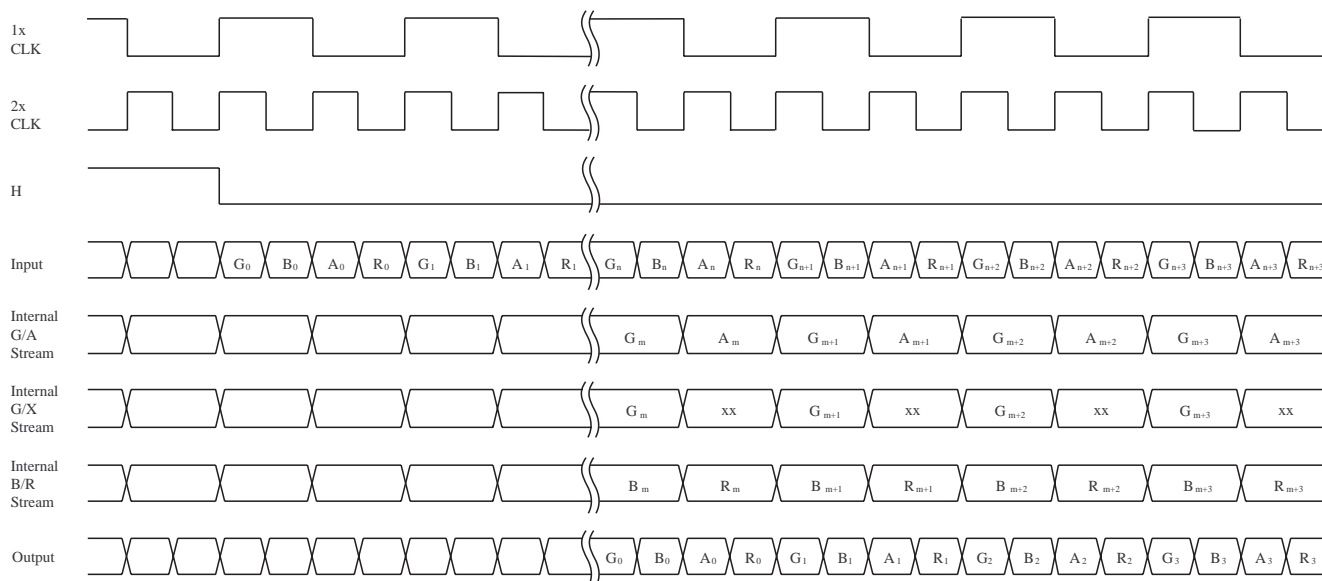 1x
CLK
2x
CLK
H
Input G0 B0 A0 R0 G1 B1 A1 R1 Gn Bn An Rn Gn+1 Bn+1 An+1 Rn+1 Gn+2 Bn+2 An+2 Rn+2 Gn+3 Bn+3 An+3 Rn+3
Internal
G/A Gm Am Gm+1 Am+1 Gm+2 Am+2 Gm+3 Am+3
Stream
Internal
G/X Gm xx Gm+1 xx Gm+2 xx Gm+3 xx
Stream
Internal
B/R Bm Rm Bm+1 Rm+1 Bm+2 Rm+2 Bm+3 Rm+3
Stream
Output G0 B0 A0 R0 G1 B1 A1 R1 G2 B2 A2 R2 G3 B3 A3 R3